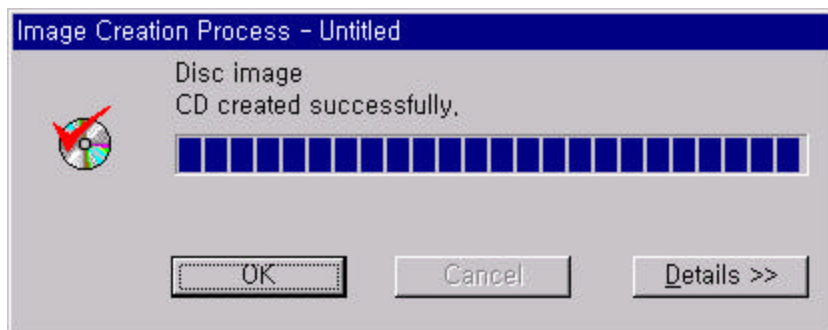 Image Creation Process - Untitled
Disc image
CD created successfully.
OK
Cancel
Details >>